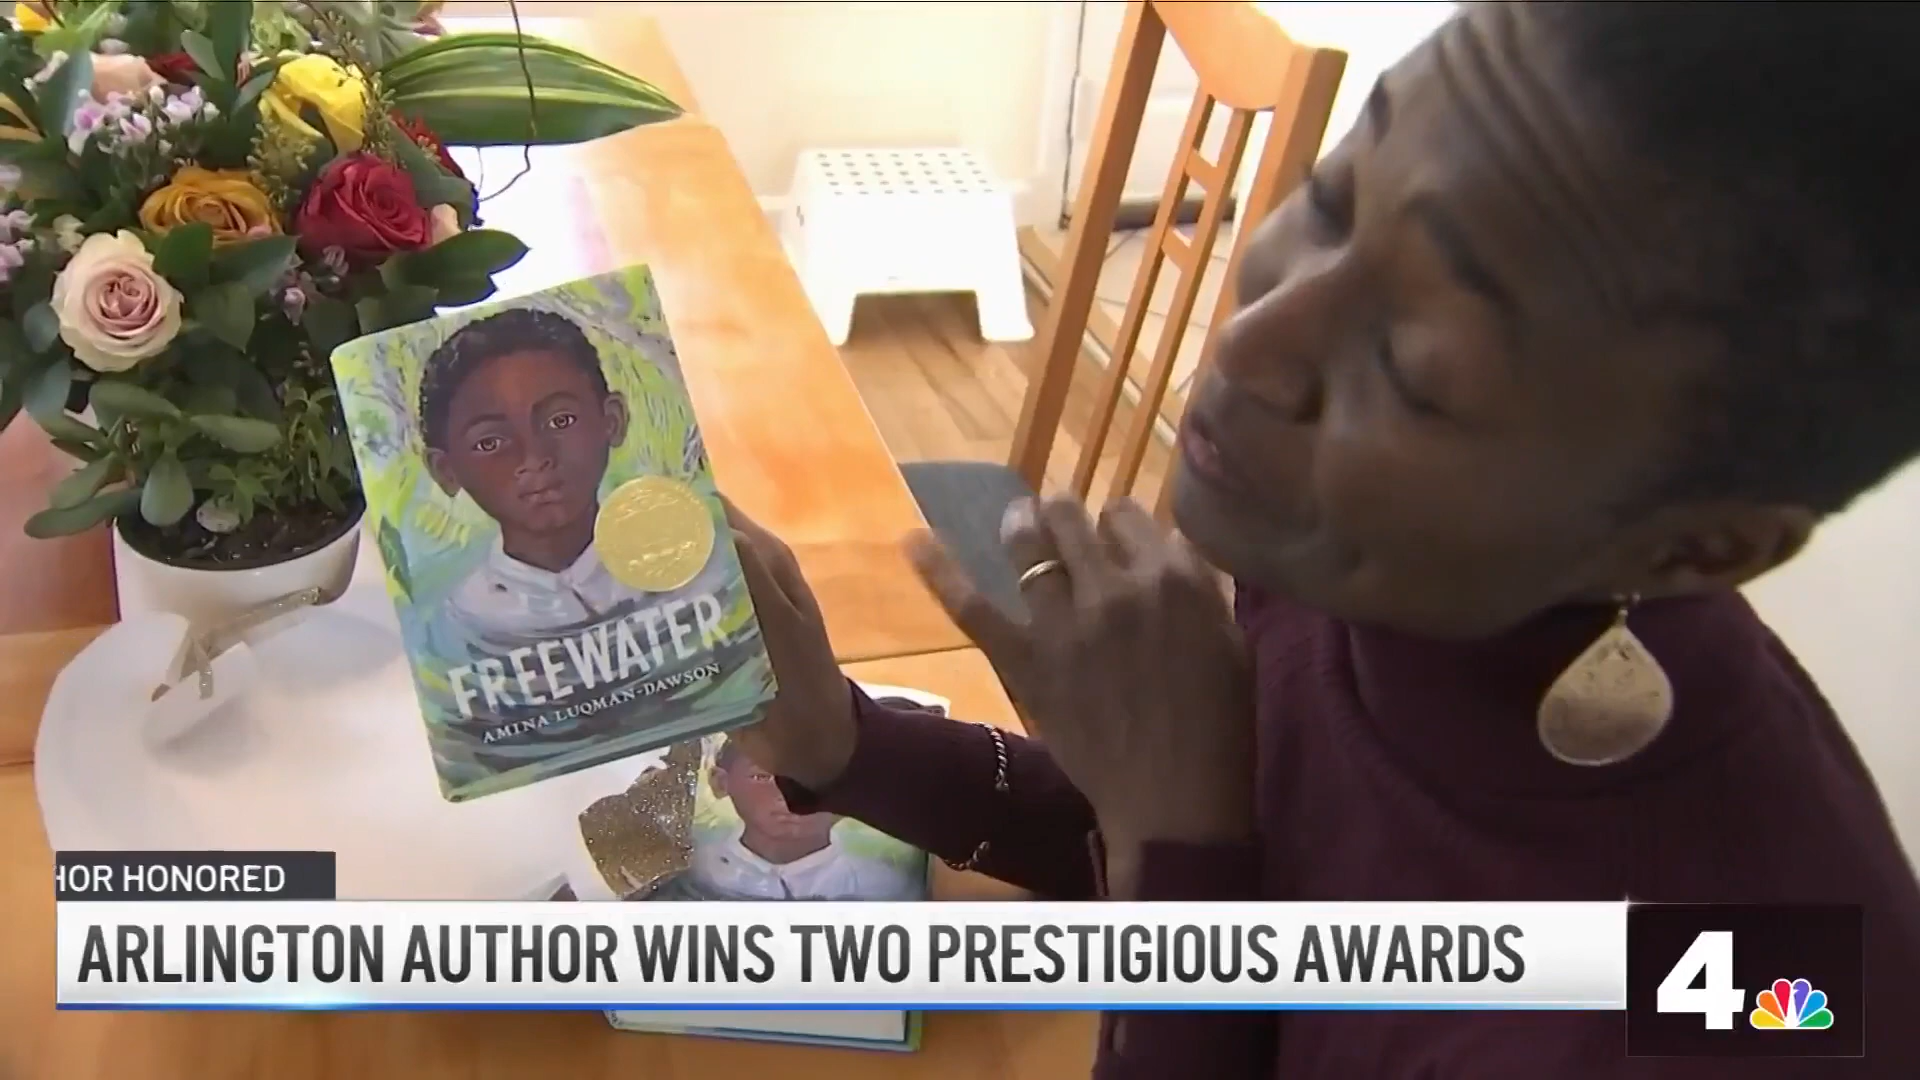 FREEWATER
AMINA LUQMAN-DAWSON
HOR HONORED
ARLINGTON AUTHOR WINS TWO PRESTIGIOUS AWARDS
4